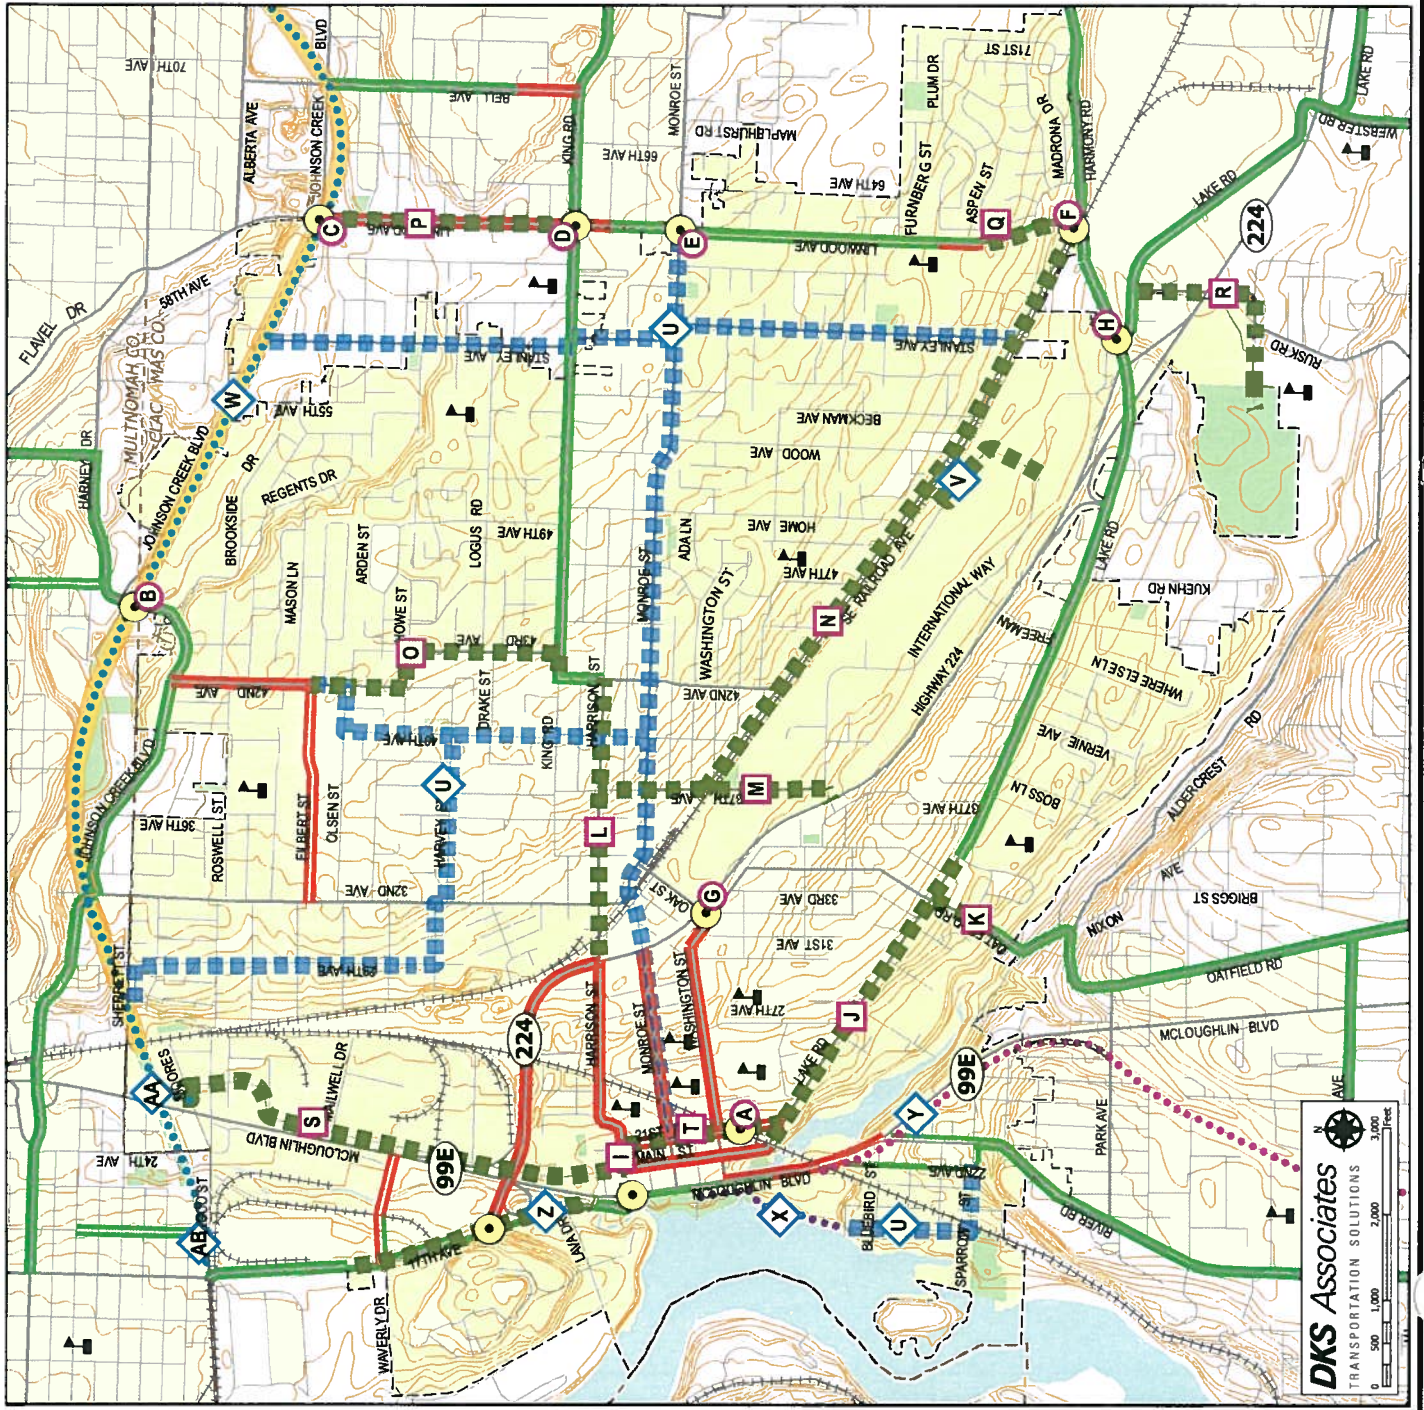 70TH AVE
BLVD
ALBERTA AVE
JOHNSON CREEK
BELL AVE
KING RD
66TH AVE
MONROE ST
MAPLEHURST RD
64TH AVE
PLUM DR
71ST ST
FURNBERG ST
ASPEN ST
MADRONA DR
HARMONY RD
LAKE RD
WEBSTER RD
LAKE RD
224
RUSK RD
FLAVEL DR
58TH AVE
MULTNOMAH CO.
CLACKAMAS CO.
HARNEY DR
JOHNSON CREEK BLVD
55TH AVE
BROOKSIDE DR
REGENTS DR
STANLEY AVE
LINWOOD AVE
STANLEY AVE
BECKMAN AVE
WOOD AVE
HOME AVE
47TH AVE
ADA LN
WASHINGTON ST
MONROE ST
49TH AVE
LOGUS RD
ARDEN ST
MASON LN
HOWE ST
43RD AVE
42ND AVE
DRAKE ST
40TH AVE
KING RD
HARRISON ST
42ND AVE
SE RAILROAD AVE
INTERNATIONAL WAY
HIGHWAY 224
FREEMAN
LAKE RD
KUEHN RD
WHERE ELSE LN
VERNIE AVE
BOSS LN
ALDERCREST RD
37TH AVE
37TH AVE
JOHNSON CREEK BLVD
36TH AVE
ROSWELL ST
FILBERT ST
OLSEN ST
32ND AVE
HARVEY
29TH AVE
OAK ST
33RD AVE
31ST AVE
27TH AVE
WASHINGTON ST
MONROE ST
HARRISON ST
224
SHERRETT ST
MAILWELL DR
MCLOUGHLIN BLVD
24TH AVE
99E
17TH AVE
WAVERLY DR
LAVA DR
21ST
MAIN ST
MCLOUGHLIN BLVD
LAKE RD
NIXON AVE
BRIGGS ST
OATFIELD RD
MCLOUGHLIN BLVD
99E
PARK AVE
AVE
RIVER RD
22ND AVE
BLUEBIRD ST
SPARROW ST
A
B
C
D
E
F
G
H
I
J
K
L
M
N
O
P
Q
R
S
T
U
U
U
V
W
X
Y
Z
AA
AB
DKS Associates
TRANSPORTATION SOLUTIONS
N
0 500 1,000 2,000 3,000
Feet